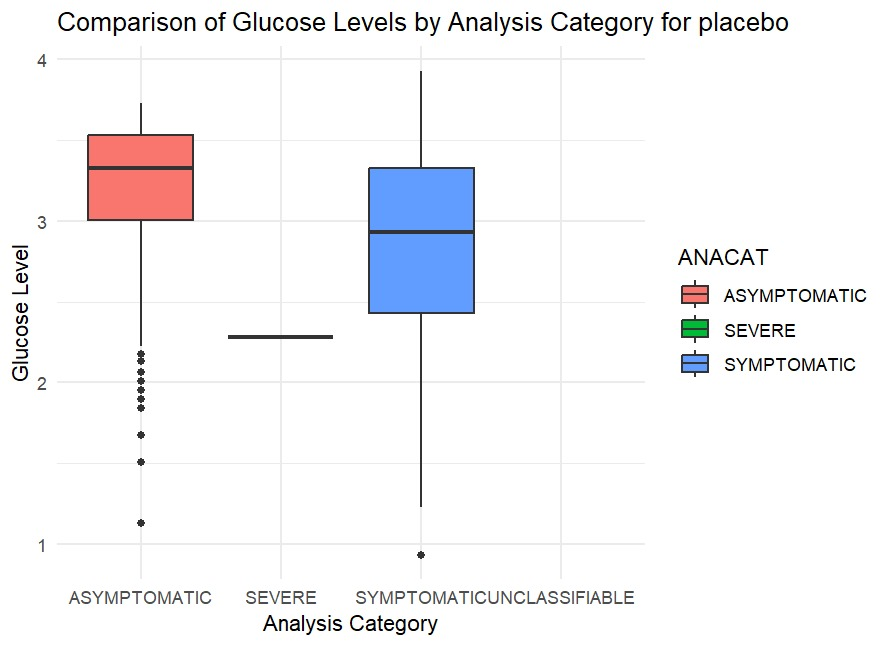 Comparison of Glucose Levels by Analysis Category for placebo
Glucose Level
4
3
2
1
ASYMPTOMATIC SEVERE SYMPTOMATICUNCLASSIFIABLE
Analysis Category
ANACAT
ASYMPTOMATIC
SEVERE
SYMPTOMATIC